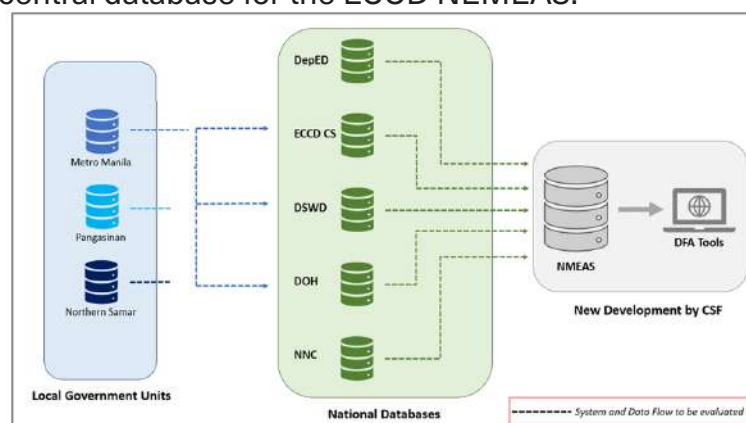 central database for the ECCD NEMEAS.
DepED
ECCD CS
Metro Manila
DSWD
Pangasinan
NMEAS
DFA Tools
DOH
Northern Samar
New Development by CSF
NNC
Local Government Units
National Databases
System and Data Flow to be evaluated